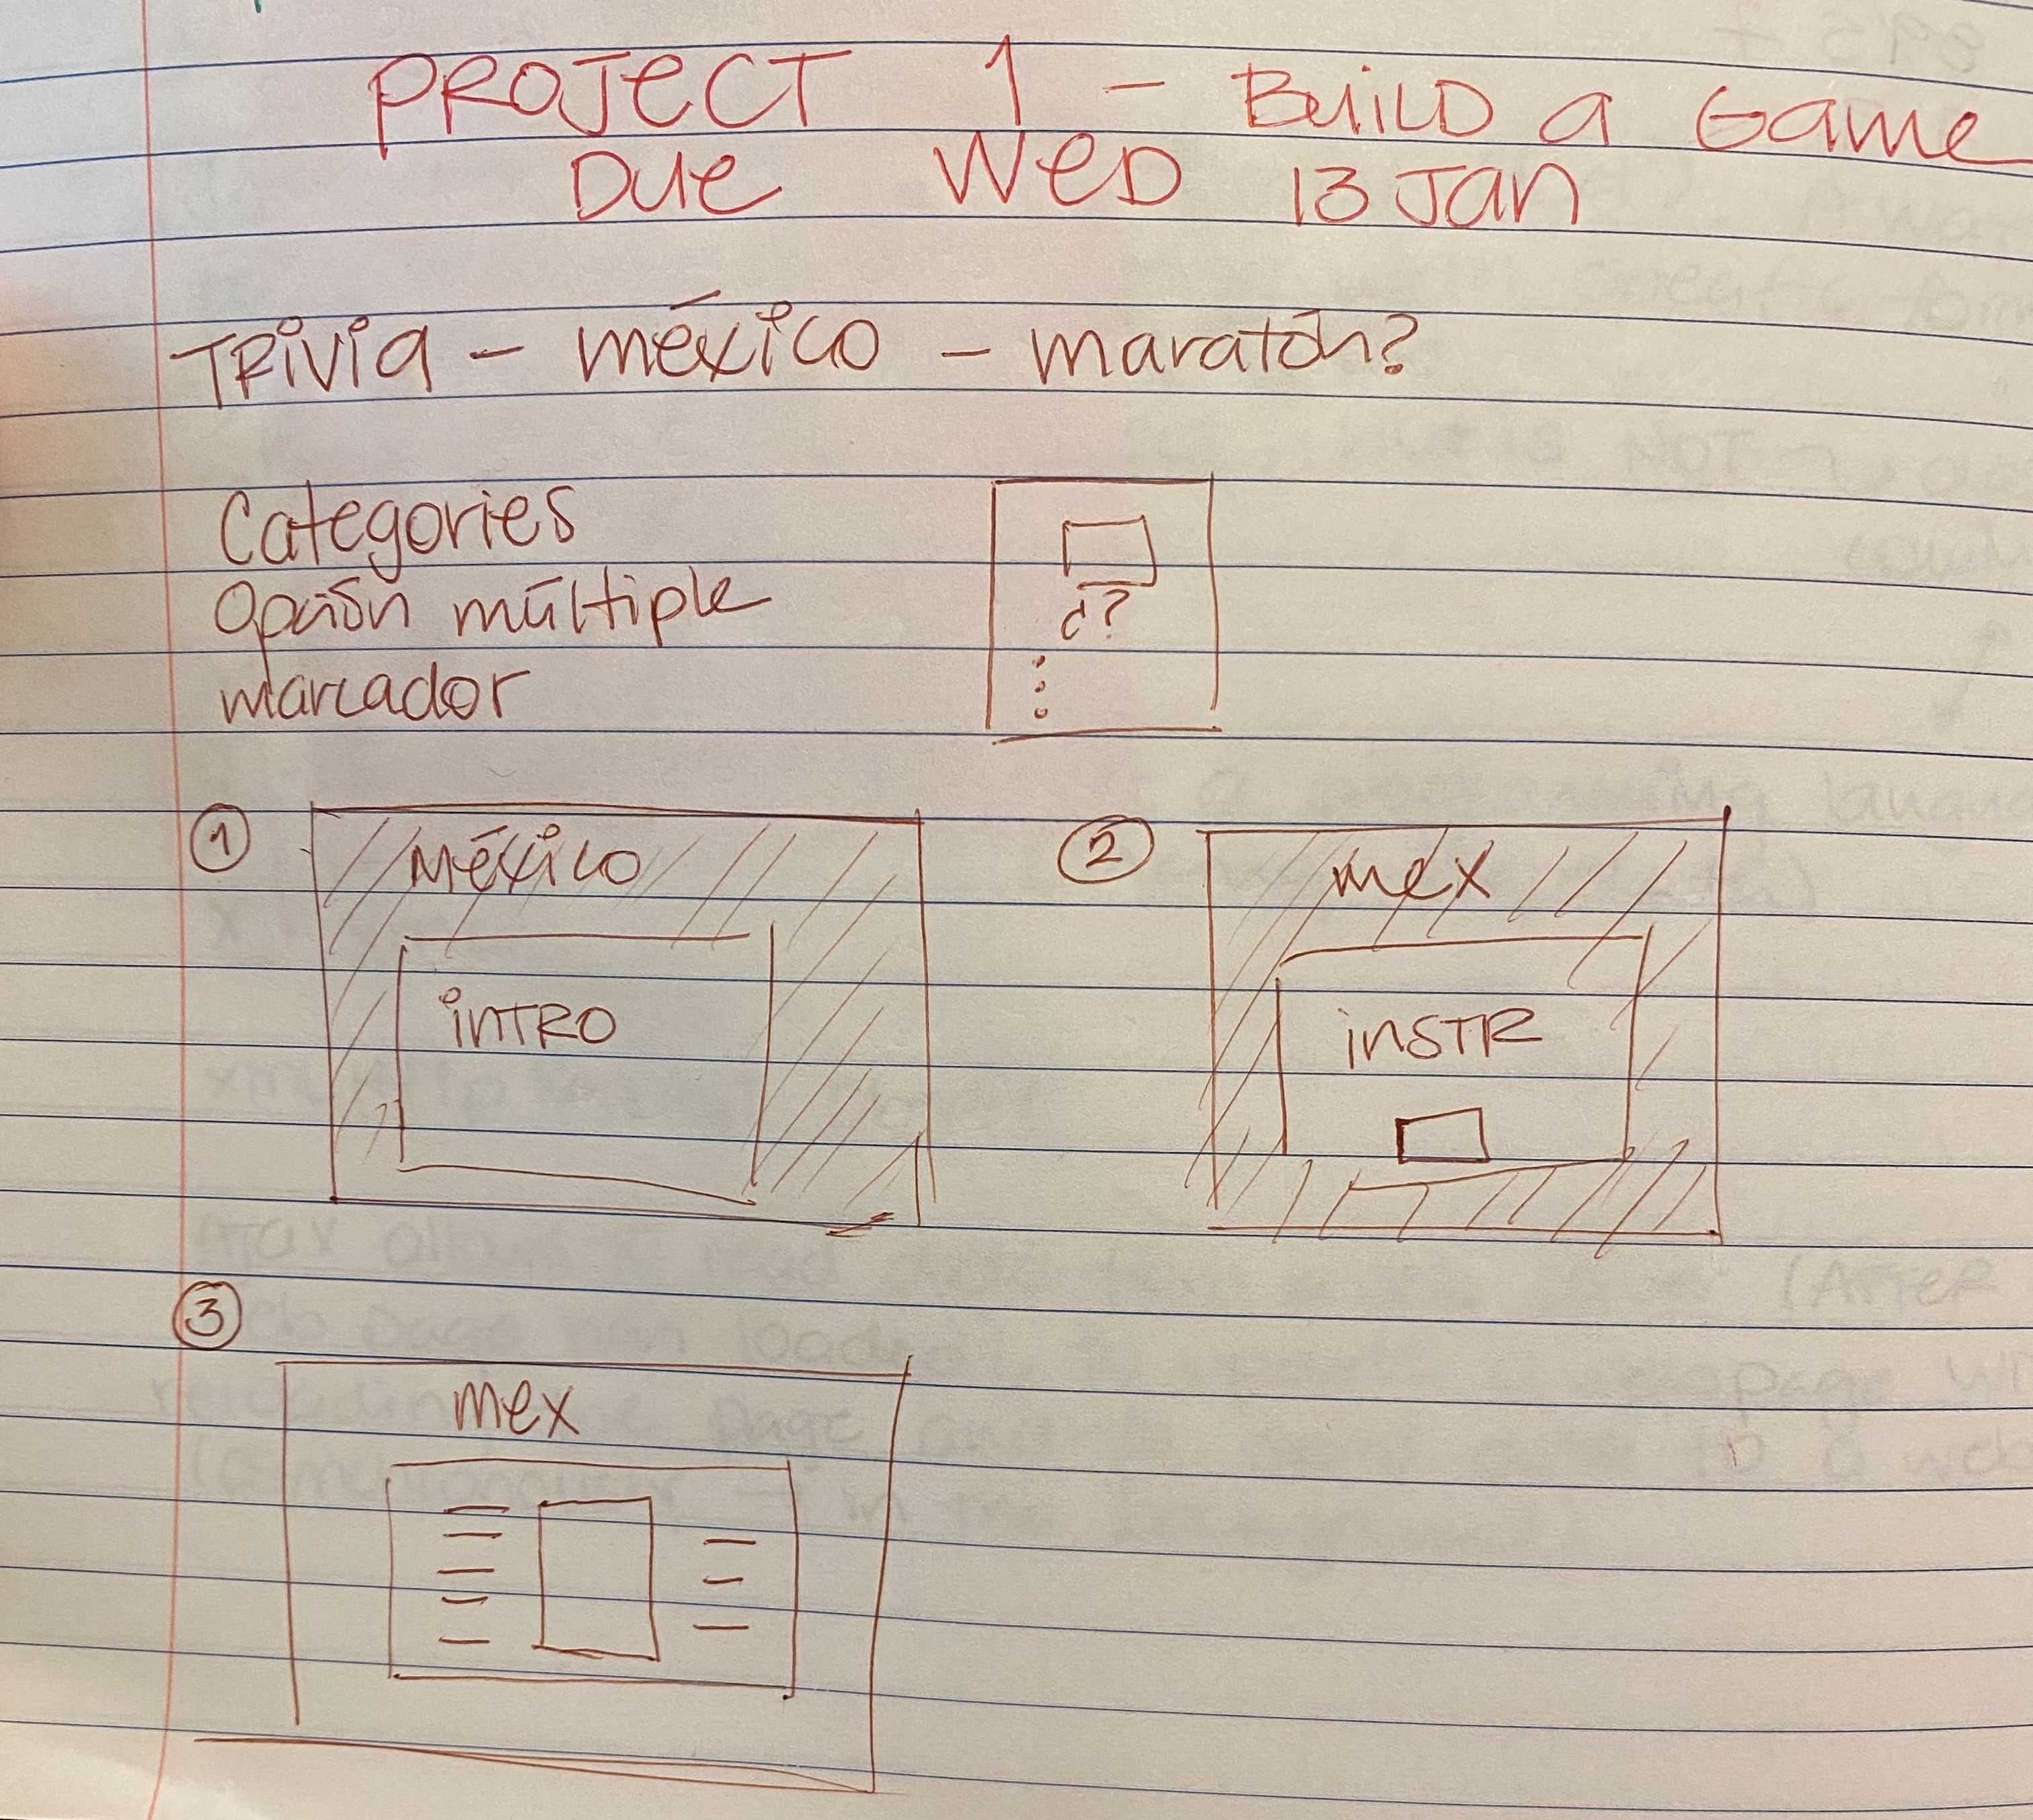 PROJECT 1 - BUILD a Game
DUE WED 13 Jan
TRIVIA - méxico - maratón?
Categories
Opción múltiple
marcador
¿?
① México
INTRO
② mex
INSTR
③
mex